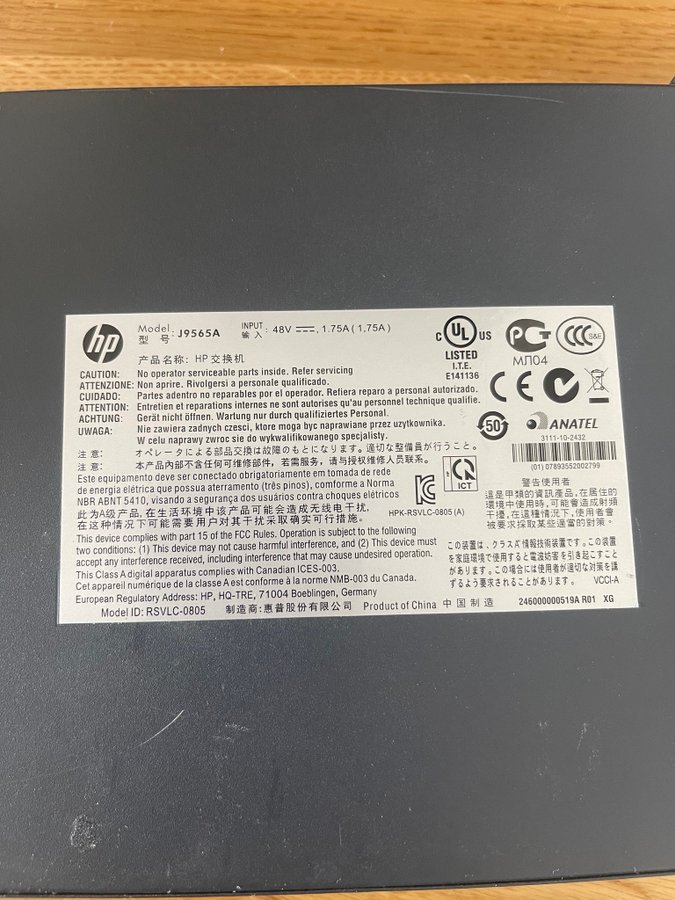 hp
Model
型 号: J9565A
INPUT
输 入 : 48V ⎓, 1.75A (1,75A)
产品名称: HP 交换机
CAUTION: No operator serviceable parts inside. Refer servicing
ATTENZIONE: Non aprire. Rivolgersi a personale qualificato.
CUIDADO: Partes adentro no reparables por el operador. Refiera reparo a personal autorizado.
ATTENTION: Entretien et reparations internes ne sont autorises qu'au personnel technique qualifié.
ACHTUNG: Gerät nicht öffnen. Wartung nur durch qualifiziertes Personal.
UWAGA: Nie zawiera zadnych czesci, ktore moga byc naprawiane przez uzytkownika.
W celu naprawy zwroc sie do wykwalifikowanego specjalisty.
注意: オペレータによる部品交換は故障のもとになります。適切な整備員が行うこと。
注意: 本产品内部不含任何可维修部件,若需服务,请与授权维修人员联系。
Este equipamento deve ser conectado obrigatoriamente em tomada de rede
de energia elétrica que possua aterramento (três pinos), conforme a Norma
NBR ABNT 5410, visando a segurança dos usuários contra choques elétricos
此为A级产品,在生活环境中该产品可能会造成无线电干扰,
在这种情况下可能需要用户对其干扰采取确实可行措施。
This device complies with part 15 of the FCC Rules. Operation is subject to the following
two conditions: (1) This device may not cause harmful interference, and (2) This device must
accept any interference received, including interference that may cause undesired operation.
This Class A digital apparatus complies with Canadian ICES-003.
Cet appareil numérique de la classe A est conforme à la norme NMB-003 du Canada.
European Regulatory Address: HP, HQ-TRE, 71004 Boeblingen, Germany
Model ID: RSVLC-0805 制造商:惠普股份有限公司 Product of China 中国制造 246000000519A R01 XG
C UL US
LISTED
I.T.E.
E141136
PCT
МЛ04
CCC S&E
CE
50
ANATEL
3111-10-2432
(01) 07893552002799
ICT
HPK-RSVLC-0805 (A)
警告使用者
這是甲類的資訊產品,在居住的
環境中使用時,可能會造成射頻
干擾,在這種情況下,使用者會
被要求採取某些適當的對策。
この装置は、クラスA情報技術装置です。この装置
を家庭環境で使用すると電波妨害を引き起こすことが
あります。この場合には使用者が適切な対策を講
ずるよう要求されることがあります。 VCCI-A